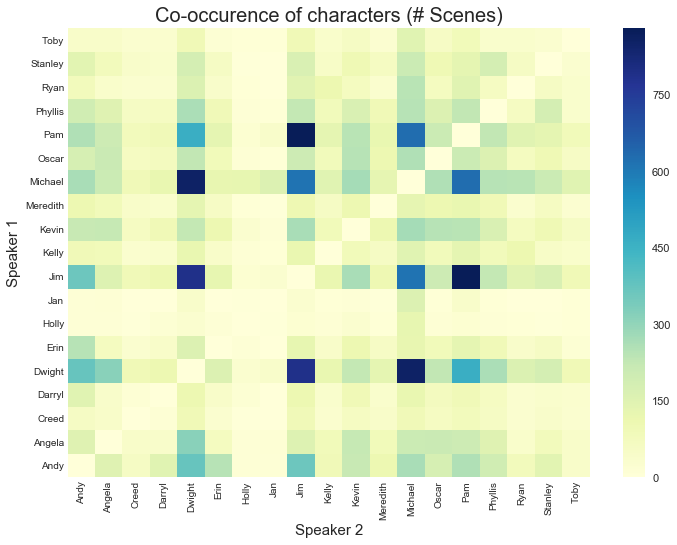 Co-occurence of characters (# Scenes)
Speaker 1
Toby
Stanley
Ryan
Phyllis
Pam
Oscar
Michael
Meredith
Kevin
Kelly
Jim
Jan
Holly
Erin
Dwight
Darryl
Creed
Angela
Andy
Andy
Angela
Creed
Darryl
Dwight
Erin
Holly
Jan
Jim
Kelly
Kevin
Meredith
Michael
Oscar
Pam
Phyllis
Ryan
Stanley
Toby
Speaker 2
750
600
450
300
150
0